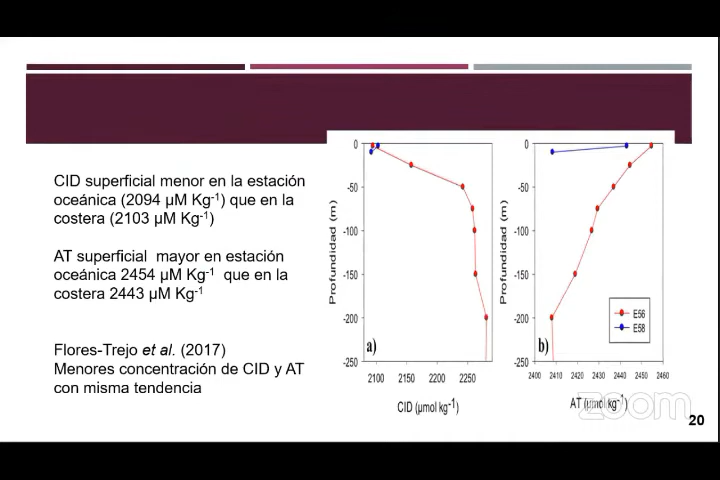 CID superficial menor en la estación
oceánica (2094 µM Kg-1) que en la
costera (2103 µM Kg-1)
AT superficial mayor en estación
oceánica 2454 µM Kg-1 que en la
costera 2443 µM Kg-1
Flores-Trejo et al. (2017)
Menores concentración de CID y AT
con misma tendencia
Profundidad (m)
0
-50
-100
-150
-200
-250
a)
2100 2150 2200 2250
CID (µmol kg-1)
Profundidad (m)
0
-50
-100
-150
-200
-250
E56
E58
b)
2400 2410 2420 2430 2440 2450 2460
AT (µmol kg-1)
zoom
20